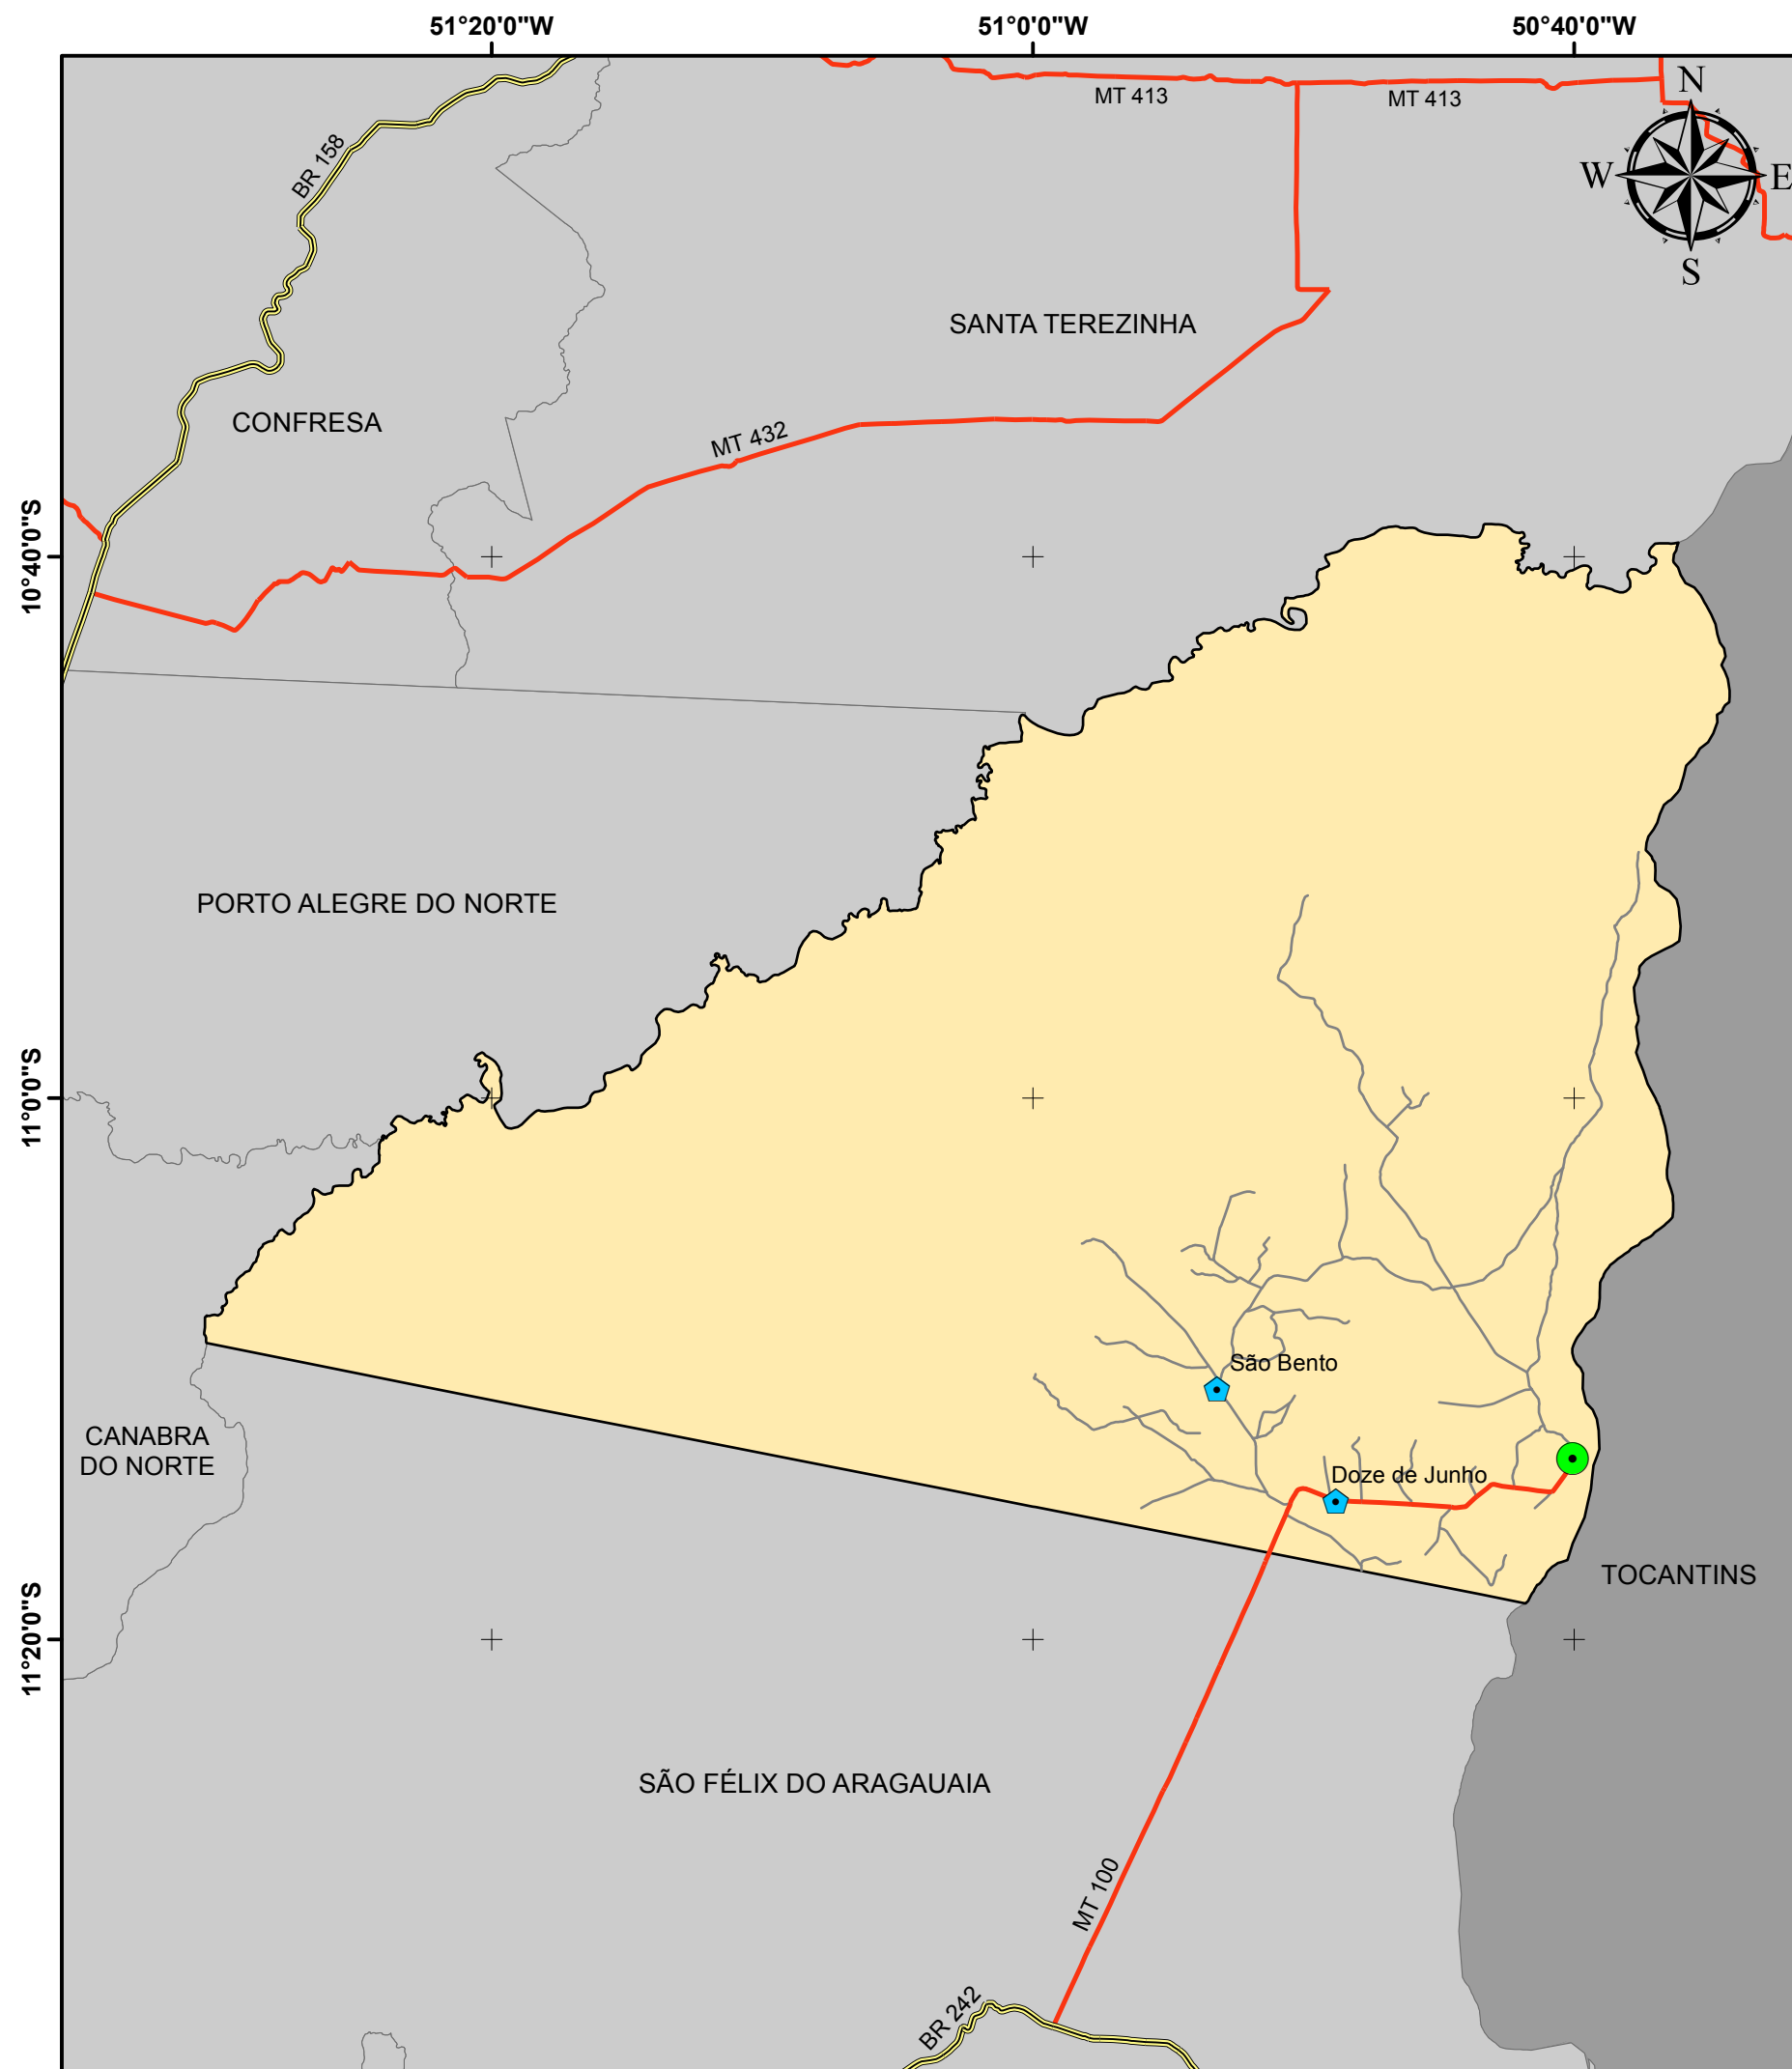 51°20'0"W
51°0'0"W
50°40'0"W
MT 413
MT 413
N
W
E
S
BR 158
SANTA TEREZINHA
CONFRESA
MT 432
10°40'0"S
PORTO ALEGRE DO NORTE
11°0'0"S
São Bento
CANABRA
DO NORTE
Doze de Junho
TOCANTINS
11°20'0"S
SÃO FÉLIX DO ARAGAUAIA
MT 100
BR 242